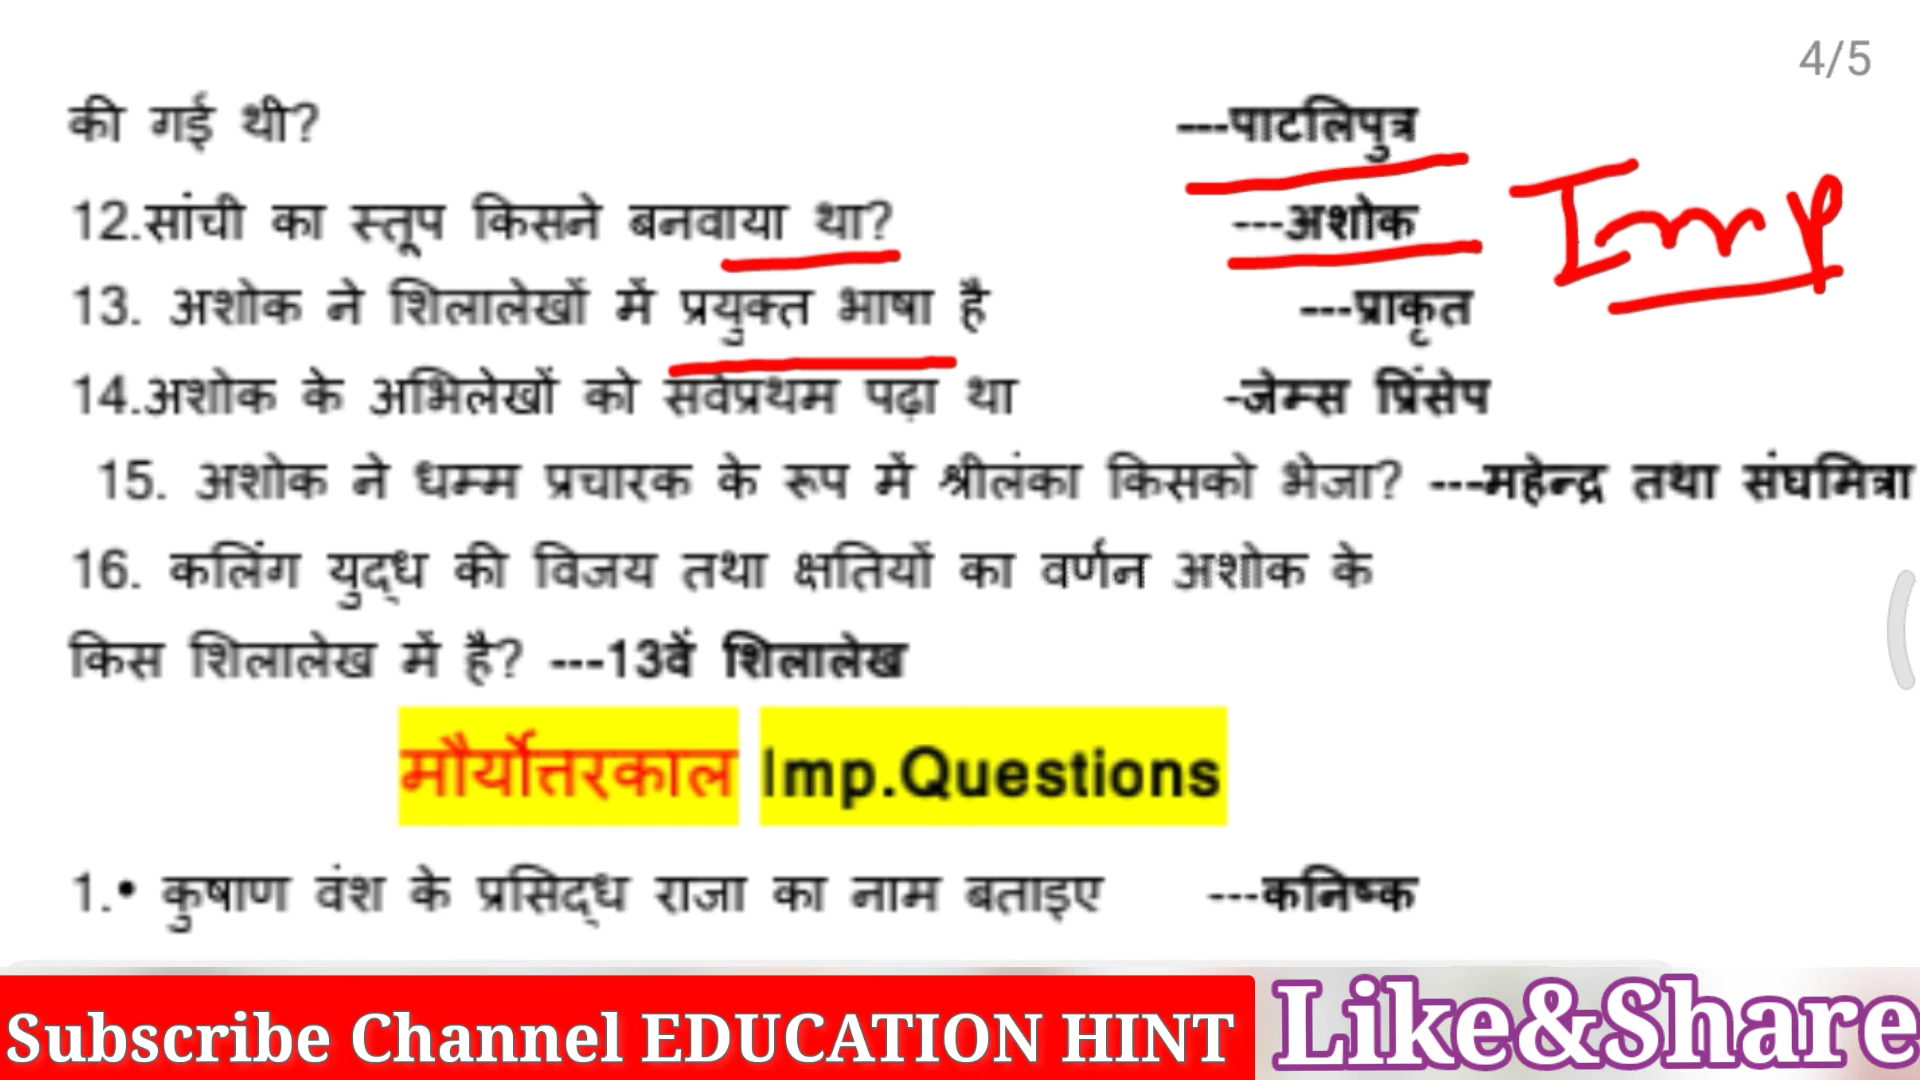 4/5
की गई थी? ---पाटलिपुत्र
12.सांची का स्तूप किसने बनवाया था? ---अशोक
Imp
13. अशोक ने शिलालेखों में प्रयुक्त भाषा है ---प्राकृत
14.अशोक के अभिलेखों को सर्वप्रथम पढ़ा था -जेम्स प्रिंसेप
15. अशोक ने धम्म प्रचारक के रूप में श्रीलंका किसको भेजा? ---महेन्द्र तथा संघमित्रा
16. कलिंग युद्ध की विजय तथा क्षतियों का वर्णन अशोक के
किस शिलालेख में है? ---13वें शिलालेख
मौर्योत्तरकाल Imp.Questions
1.• कुषाण वंश के प्रसिद्ध राजा का नाम बताइए ---कनिष्क
Subscribe Channel EDUCATION HINT Like&Share